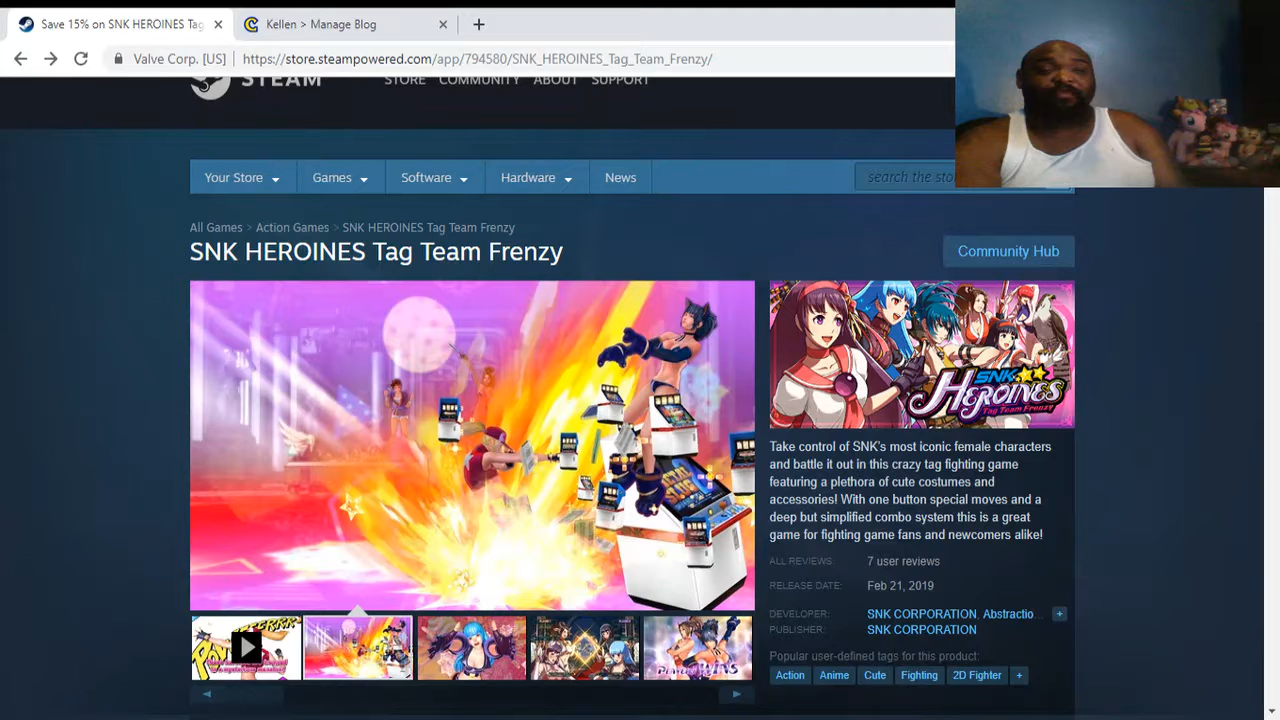 Save 15% on SNK HEROINES Tag
Kellen > Manage Blog
Valve Corp. [US]
https://store.steampowered.com/app/794580/SNK_HEROINES_Tag_Team_Frenzy/
STEAM
STORE COMMUNITY ABOUT SUPPORT
Your Store Games Software Hardware News
search the sto
All Games > Action Games > SNK HEROINES Tag Team Frenzy
SNK HEROINES Tag Team Frenzy
Community Hub
SNK
HEROINES
Tag Team Frenzy
Take control of SNK's most iconic female characters
and battle it out in this crazy tag fighting game
featuring a plethora of cute costumes and
accessories! With one button special moves and a
deep but simplified combo system this is a great
game for fighting game fans and newcomers alike!
ALL REVIEWS: 7 user reviews
RELEASE DATE: Feb 21, 2019
DEVELOPER: SNK CORPORATION, Abstractio... +
PUBLISHER: SNK CORPORATION
Popular user-defined tags for this product:
Action Anime Cute Fighting 2D Fighter +